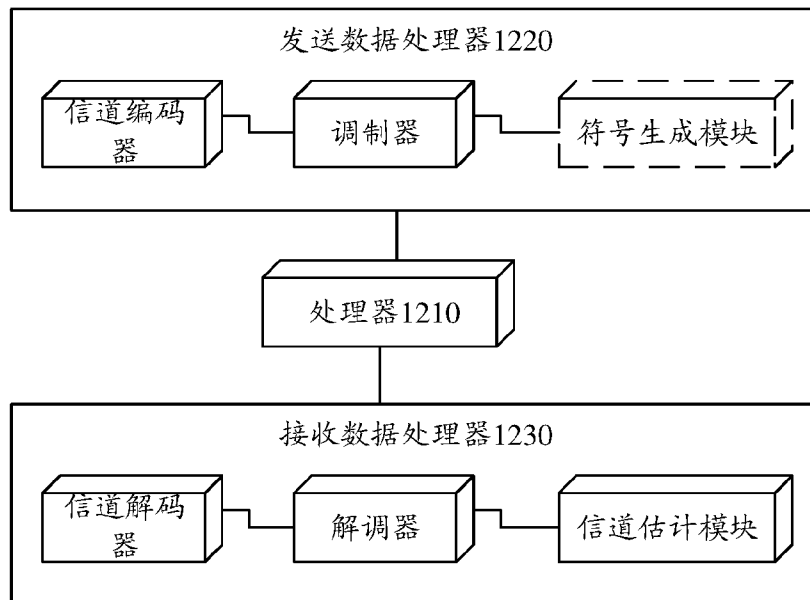 发送数据处理器1220
信道编码
器
调制器
符号生成模块
处理器1210
接收数据处理器1230
信道解码
器
解调器
信道估计模块